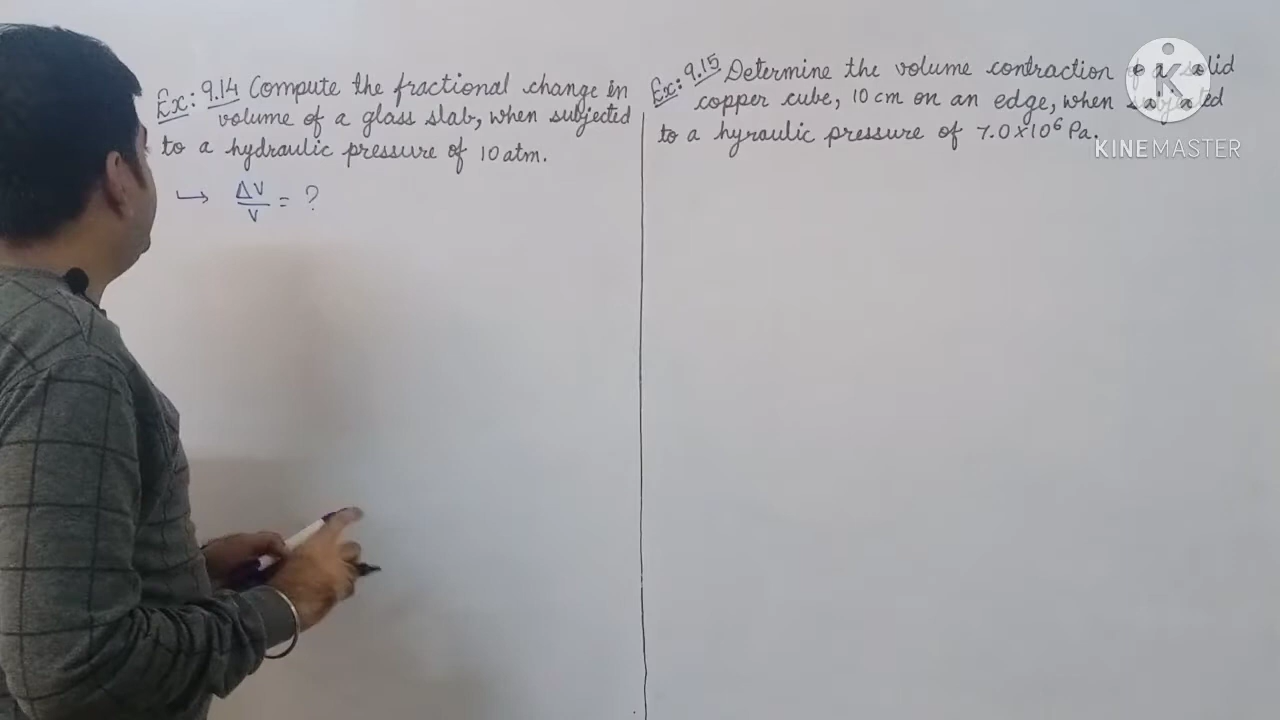 Ex: 9.14 Compute the fractional change in
volume of a glass slab, when subjected
to a hydraulic pressure of 10 atm.
↳ ΔV/V = ?
Ex: 9.15 Determine the volume contraction a solid
copper cube, 10 cm on an edge, when subjected
to a hyraulic pressure of 7.0×10⁶ Pa.
KINEMASTER